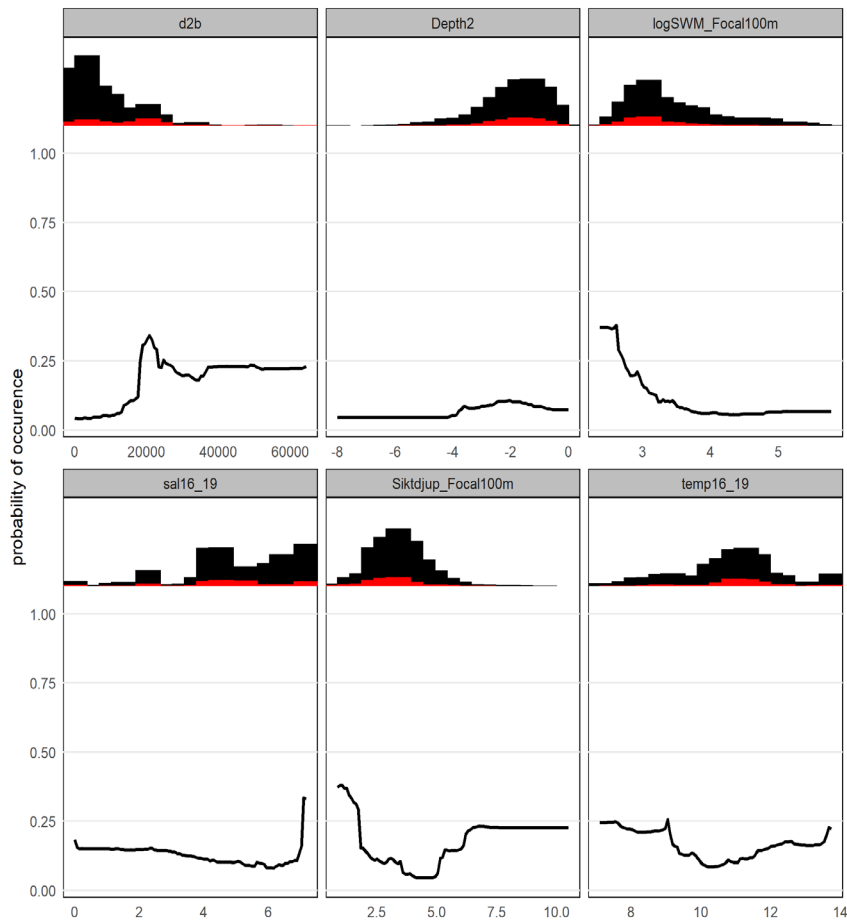 d2b
Depth2
logSWM_Focal100m
1.00
0.75
0.50
0.25
0.00
0 20000 40000 60000
-8 -6 -4 -2 0
3 4 5
probability of occurence
sal16_19
Siktdjup_Focal100m
temp16_19
1.00
0.75
0.50
0.25
0.00
0 2 4 6
2.5 5.0 7.5 10.0
8 10 12 14